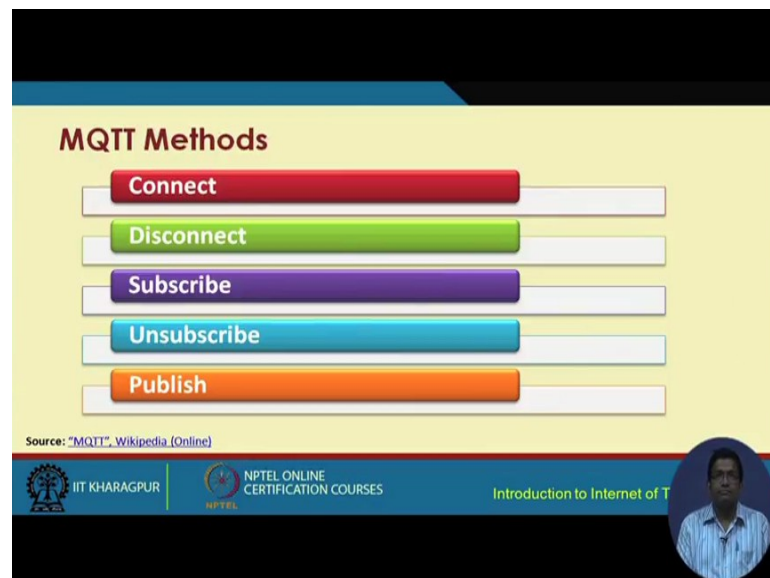 MQTT Methods
Connect
Disconnect
Subscribe
Unsubscribe
Publish
Source: "MQTT", Wikipedia (Online)
IIT KHARAGPUR
NPTEL
NPTEL ONLINE
CERTIFICATION COURSES
Introduction to Internet of T